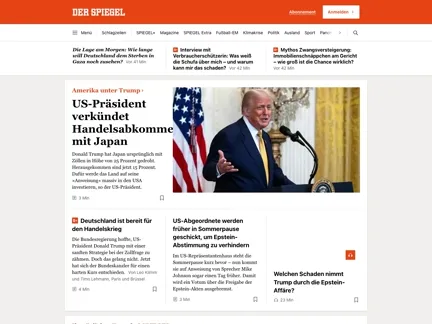 DER SPIEGEL
Abonnement
Anmelden ›
Menü Schlagzeilen SPIEGEL+ Magazine SPIEGEL Extra Fußball-EM Klimakrise Politik Ausland Sport
Die Lage am Morgen: Wie lange
will Deutschland dem Sterben in
Gaza noch zusehen? Vor 41 Min
Interview mit
Verbraucherschützerin: Was weiß
die Schufa über mich – und warum
kann mir das schaden? Vor 42 Min
Mythos Zwangsversteigerung:
Immobilienschnäppchen am Gericht
– wie groß ist die Chance wirklich?
Vor 42 Min
Amerika unter Trump ›
US-Präsident
verkündet
Handelsabkomme
mit Japan
Donald Trump hat Japan ursprünglich mit
Zöllen in Höhe von 25 Prozent gedroht.
Herausgekommen sind jetzt 15 Prozent.
Dafür werde das Land auf seine
»Anweisung« massiv in den USA
investieren, so der US-Präsident.
3 Min
Deutschland ist bereit für
den Handelskrieg
Die Bundesregierung hoffte, US-
Präsident Donald Trump mit einer
sanften Strategie bei der Zollfrage zu
zähmen. Doch das gelang nicht. Jetzt
hat sich der Bundeskanzler für einen
harten Kurs entschieden. Von Leo Klimm
und Timo Lehmann, Paris und Brüssel
4 Min
US-Abgeordnete werden
früher in Sommerpause
geschickt, um Epstein-
Abstimmung zu verhindern
Im US-Repräsentantenhaus steht die
Sommerpause kurz bevor – nun kommt
sie auf Anweisung von Sprecher Mike
Johnson sogar einen Tag früher. Damit
wird ein Votum über die Freigabe der
Epstein-Akten ausgebremst.
3 Min
Welchen Schaden nimmt
Trump durch die Epstein-
Affäre?
23 Min